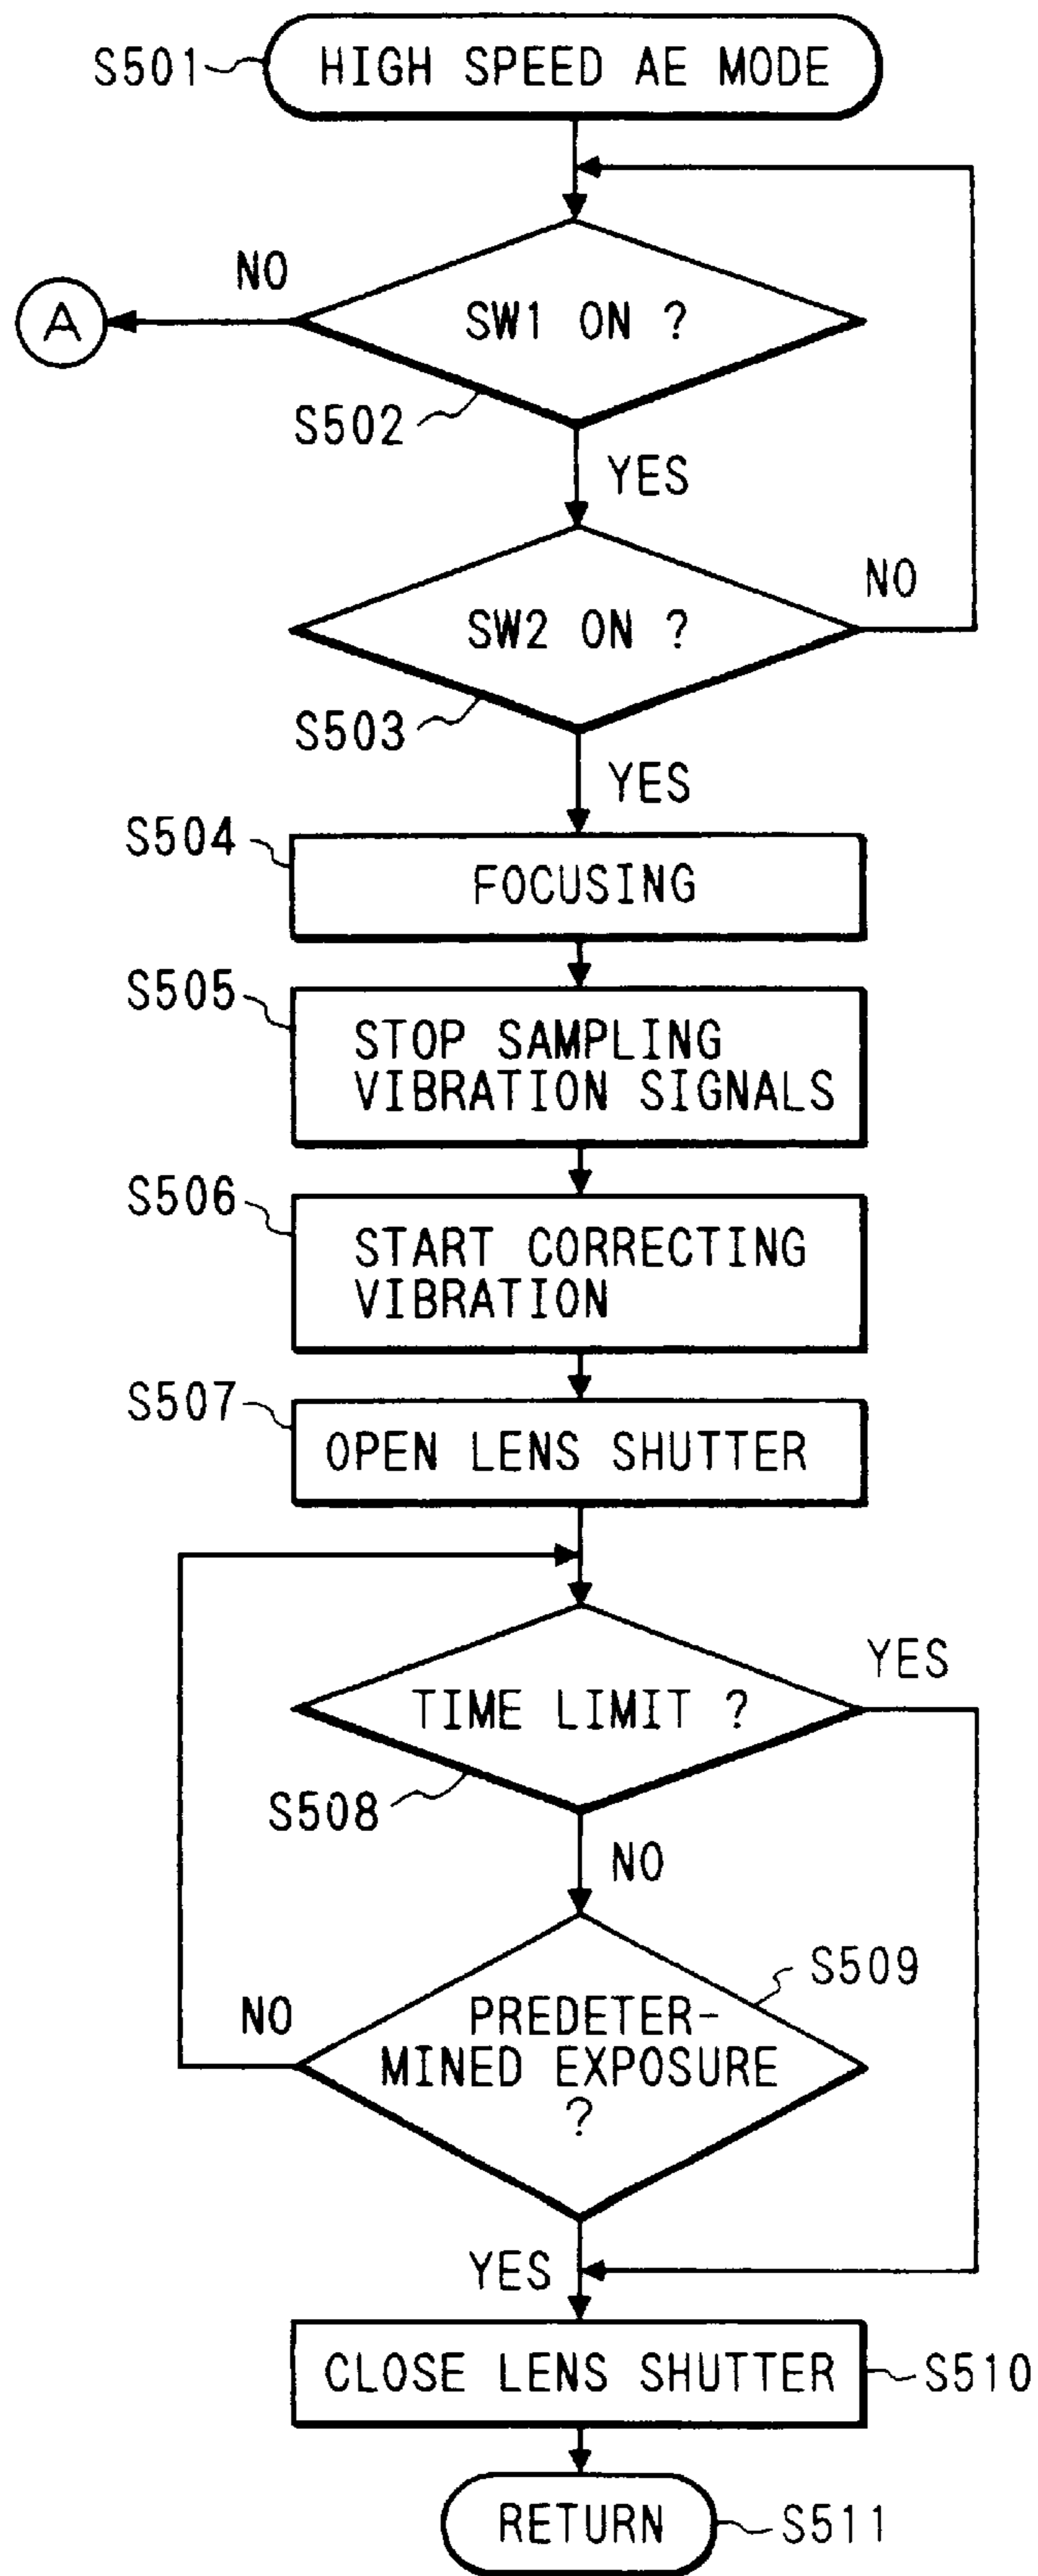 S501
HIGH SPEED AE MODE
NO
A
SW1 ON ?
S502
YES
NO
SW2 ON ?
S503
YES
S504
FOCUSING
S505
STOP SAMPLING
VIBRATION SIGNALS
S506
START CORRECTING
VIBRATION
S507
OPEN LENS SHUTTER
YES
TIME LIMIT ?
S508
NO
S509
NO
PREDETER-
MINED EXPOSURE
?
YES
CLOSE LENS SHUTTER
S510
RETURN
S511